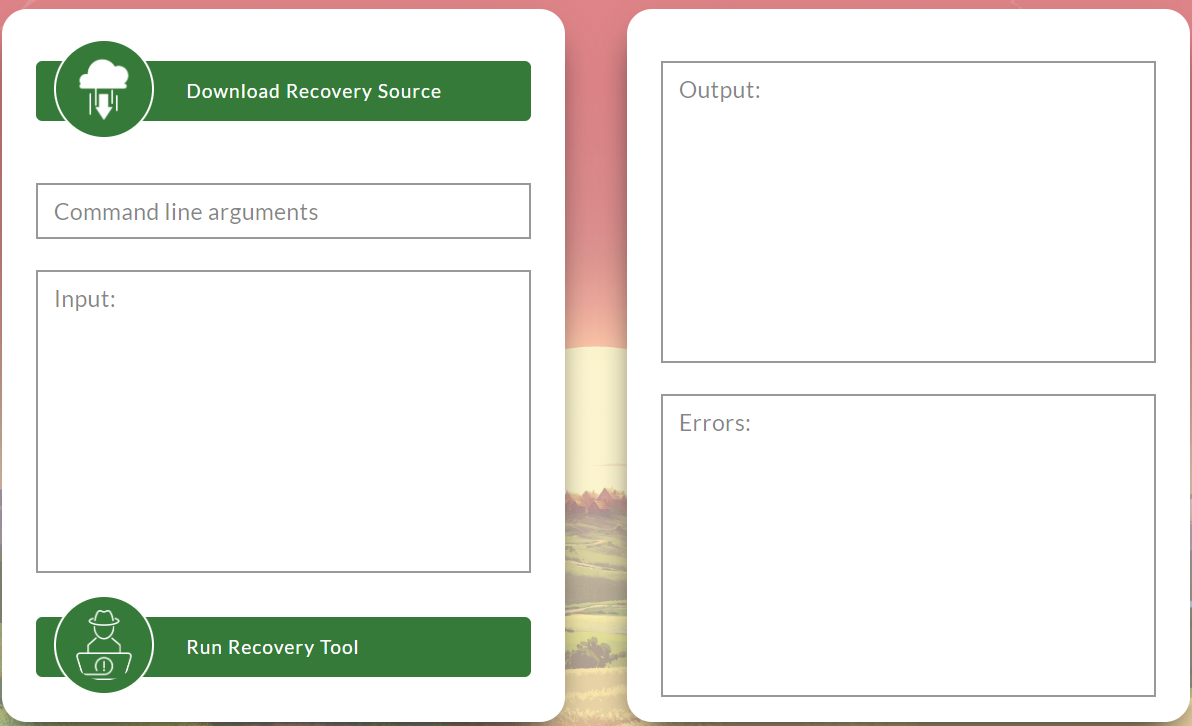 Download Recovery Source
Command line arguments
Input:
Run Recovery Tool
Output:
Errors: